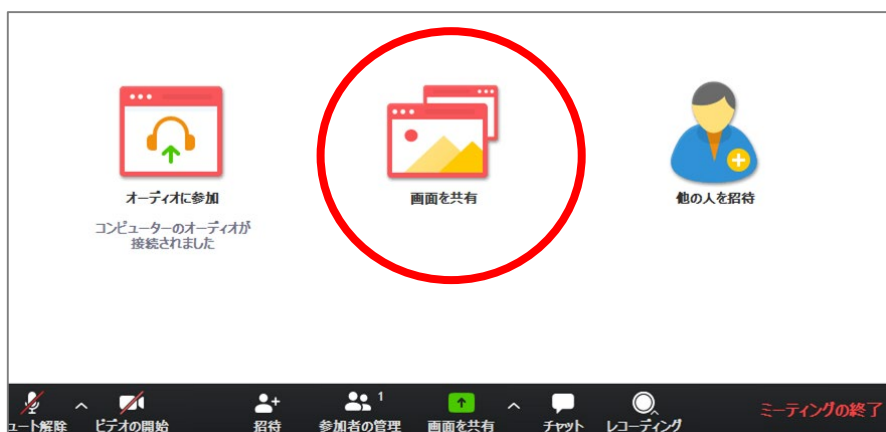 オーディオに参加
画面を共有
他の人を招待
コンピューターのオーディオが
接続されました
1
ュート解除
ビデオの開始
招待
参加者の管理
画面を共有
チャット
レコーディング
ミーティングの終了